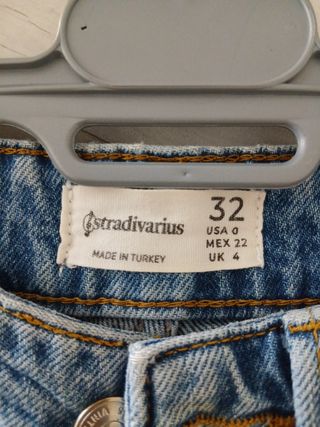 stradivarius
MADE IN TURKEY
32
USA 0
MEX 22
UK 4